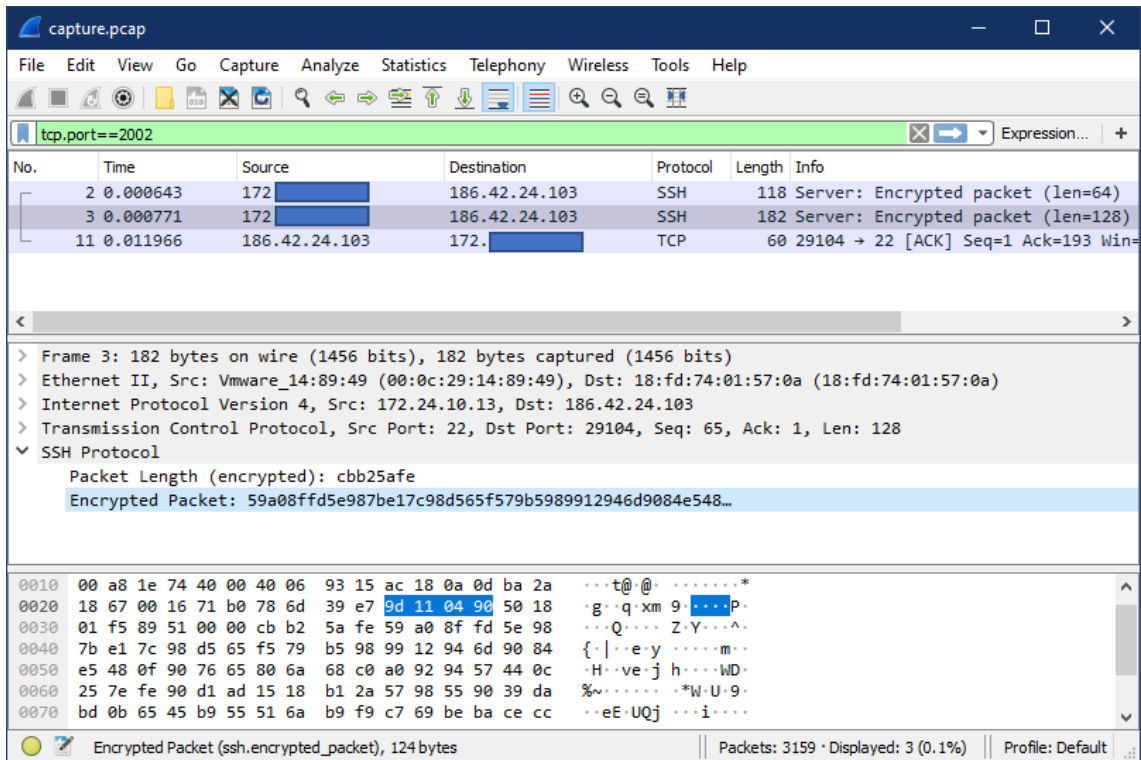 capture.pcap
File Edit View Go Capture Analyze Statistics Telephony Wireless Tools Help
tcp.port==2002 Expression... +
No. Time Source Destination Protocol Length Info
2 0.000643 172 186.42.24.103 SSH 118 Server: Encrypted packet (len=64)
3 0.000771 172 186.42.24.103 SSH 182 Server: Encrypted packet (len=128)
11 0.011966 186.42.24.103 172. TCP 60 29104 → 22 [ACK] Seq=1 Ack=193 Win=
> Frame 3: 182 bytes on wire (1456 bits), 182 bytes captured (1456 bits)
> Ethernet II, Src: Vmware_14:89:49 (00:0c:29:14:89:49), Dst: 18:fd:74:01:57:0a (18:fd:74:01:57:0a)
> Internet Protocol Version 4, Src: 172.24.10.13, Dst: 186.42.24.103
> Transmission Control Protocol, Src Port: 22, Dst Port: 29104, Seq: 65, Ack: 1, Len: 128
SSH Protocol
Packet Length (encrypted): cbb25afe
Encrypted Packet: 59a08ffd5e987be17c98d565f579b5989912946d9084e548…
0010 00 a8 1e 74 40 00 40 06 93 15 ac 18 0a 0d ba 2a ···t@·@· ·······*
0020 18 67 00 16 71 b0 78 6d 39 e7 9d 11 04 90 50 18 ·g··q·xm 9·····P·
0030 01 f5 89 51 00 00 cb b2 5a fe 59 a0 8f fd 5e 98 ···Q···· Z·Y···^·
0040 7b e1 7c 98 d5 65 f5 79 b5 98 99 12 94 6d 90 84 {·|··e·y ·····m··
0050 e5 48 0f 90 76 65 80 6a 68 c0 a0 92 94 57 44 0c ·H··ve·j h····WD·
0060 25 7e fe 90 d1 ad 15 18 b1 2a 57 98 55 90 39 da %~······ ·*W·U·9·
0070 bd 0b 65 45 b9 55 51 6a b9 f9 c7 69 be ba ce cc ··eE·UQj ···i····
Encrypted Packet (ssh.encrypted_packet), 124 bytes Packets: 3159 · Displayed: 3 (0.1%) Profile: Default